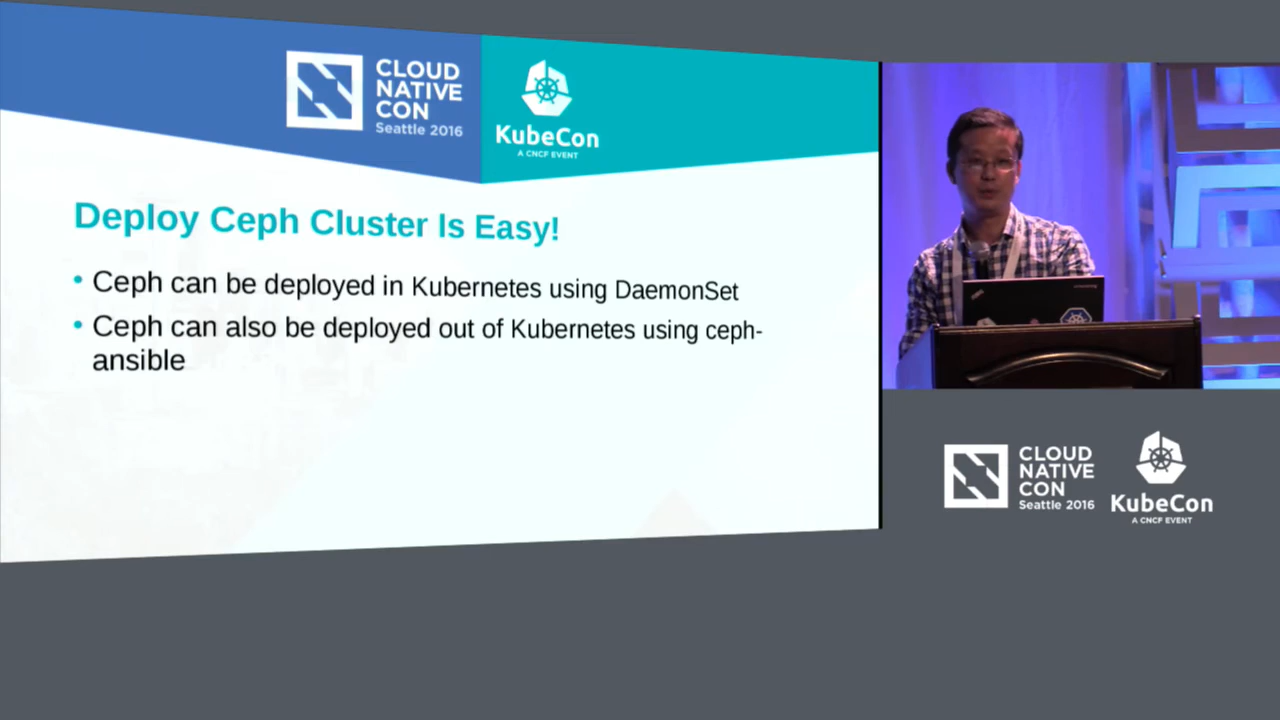 CLOUD
NATIVE
CON
Seattle 2016
KubeCon
A CNCF EVENT
Deploy Ceph Cluster Is Easy!
• Ceph can be deployed in Kubernetes using DaemonSet
• Ceph can also be deployed out of Kubernetes using ceph-
ansible
CLOUD
NATIVE
CON
Seattle 2016
KubeCon
A CNCF EVENT